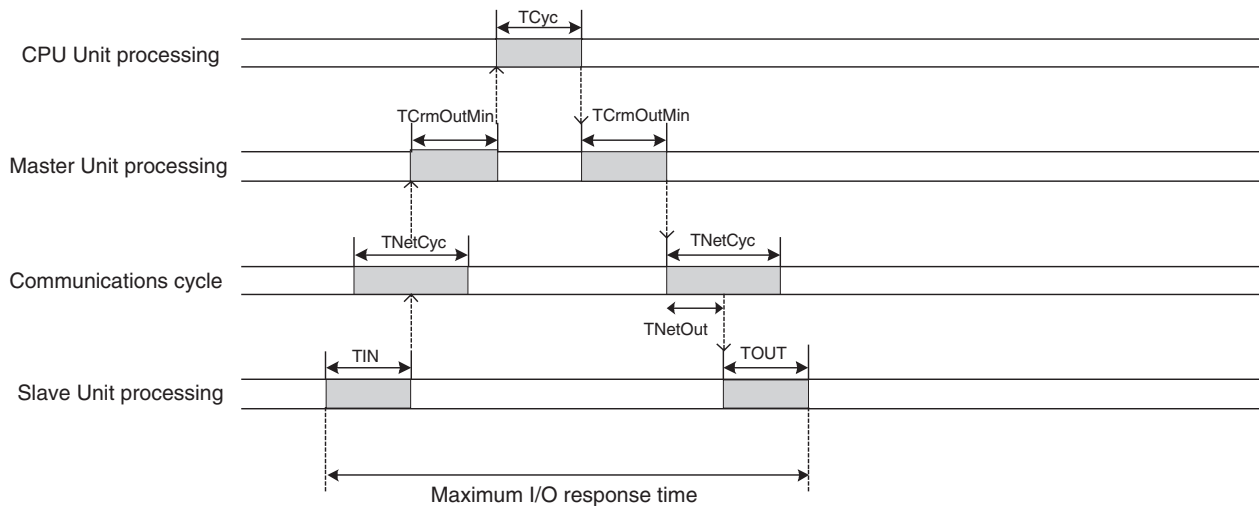 TCyc
CPU Unit processing
TCrmOutMin
TCrmOutMin
Master Unit processing
TNetCyc
TNetCyc
Communications cycle
TNetOut
TIN
TOUT
Slave Unit processing
Maximum I/O response time